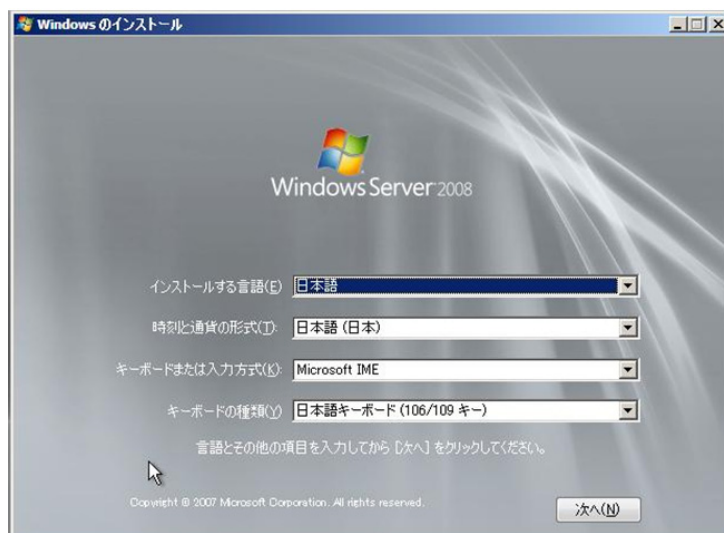 Windows のインストール
Windows Server 2008
インストールする言語(E) 日本語
時刻と通貨の形式(T): 日本語 (日本)
キーボードまたは入力方式(K): Microsoft IME
キーボードの種類(Y) 日本語キーボード (106/109 キー)
言語とその他の項目を入力してから [次へ] をクリックしてください。
Copyright © 2007 Microsoft Corporation. All rights reserved.
次へ(N)